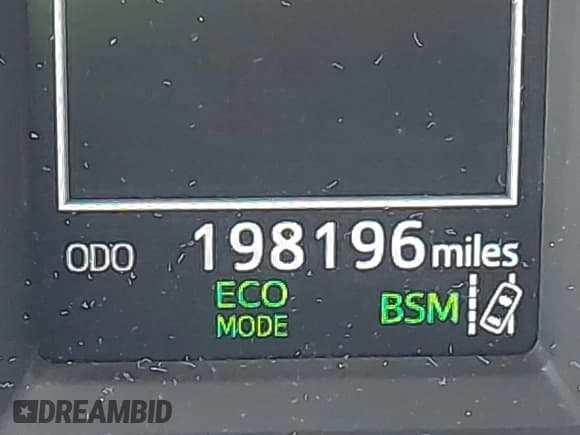 ODO 198196 miles
ECO BSM
MODE
DREAMBID